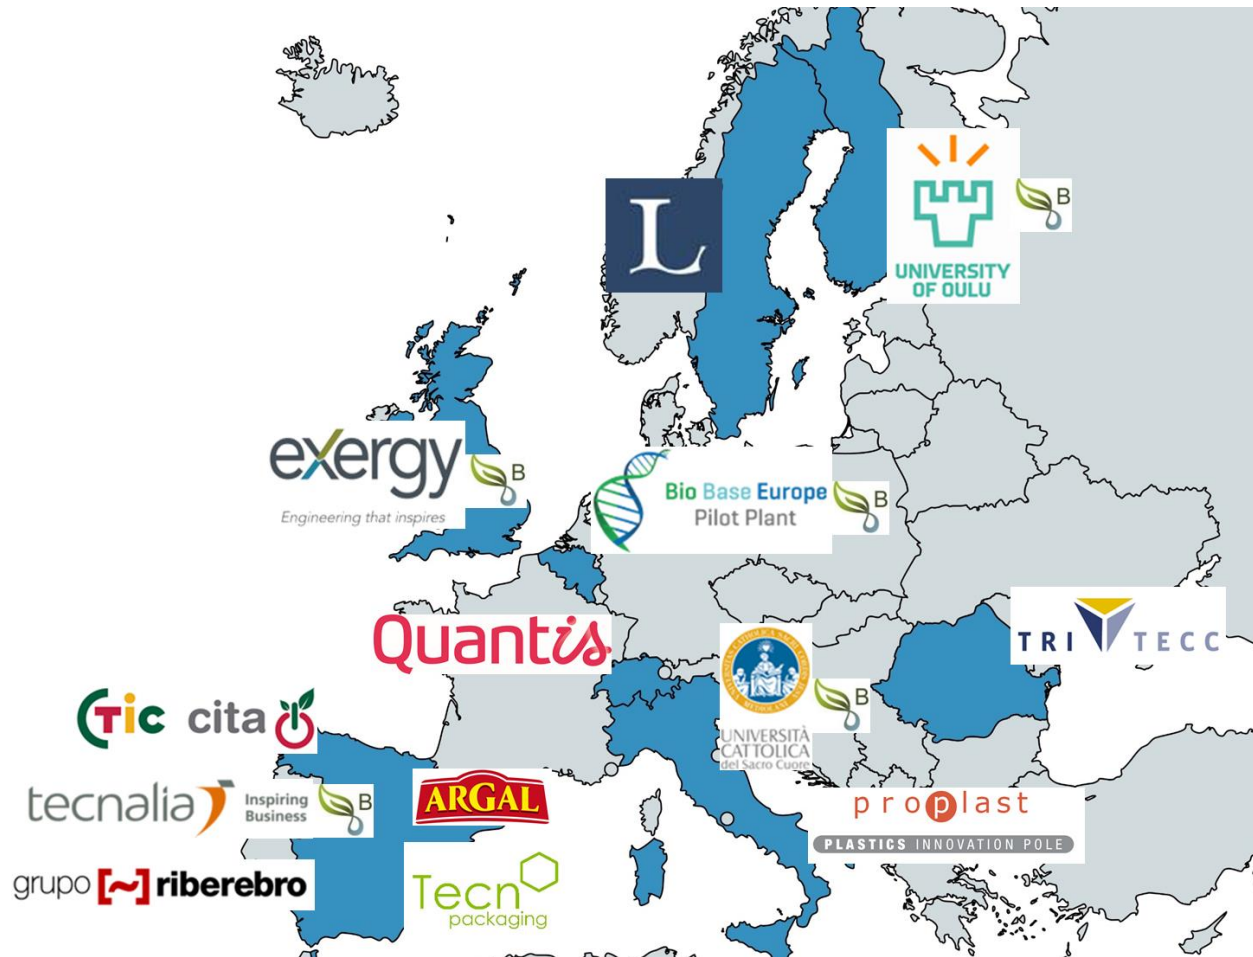 L
UNIVERSITY
OF OULU
B
exergy
B
Engineering that inspires
Bio Base Europe
Pilot Plant
B
Quantis
TRI TECC
UNIVERSITÀ
CATTOLICA
del Sacro Cuore
B
CTIC cita
tecnalia Inspiring
Business
B
ARGAL
proplast
PLASTICS INNOVATION POLE
grupo riberebro
Tecn
packaging